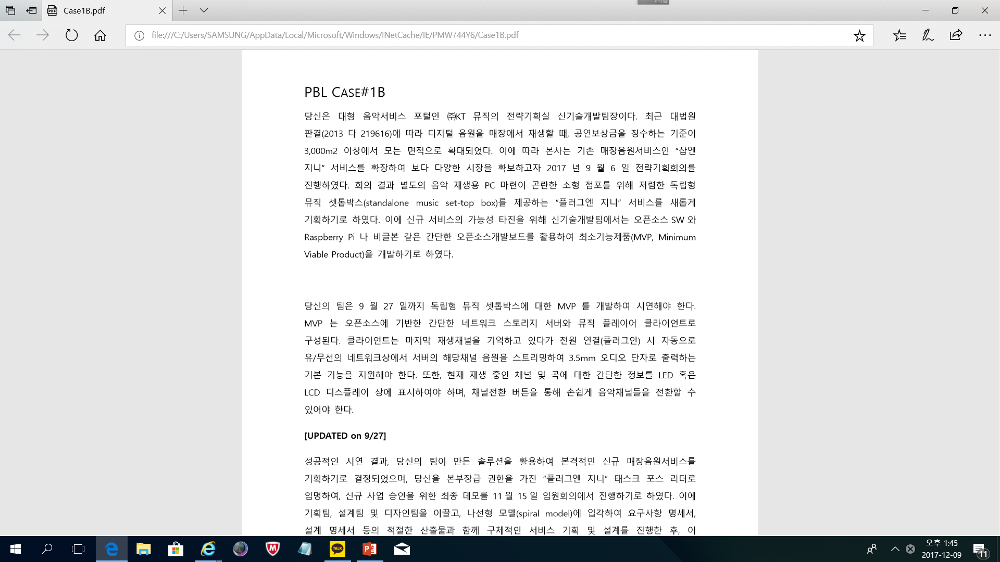 SMEMO
Case1B.pdf
file:///C:/Users/SAMSUNG/AppData/Local/Microsoft/Windows/INetCache/IE/PMW744Y6/Case1B.pdf
PBL CASE#1B
당신은 대형 음악서비스 포털인 ㈜KT 뮤직의 전략기획실 신기술개발팀장이다. 최근 대법원
판결(2013 다 219616)에 따라 디지털 음원을 매장에서 재생할 때, 공연보상금을 징수하는 기준이
3,000m2 이상에서 모든 면적으로 확대되었다. 이에 따라 본사는 기존 매장음원서비스인 “샵엔
지니” 서비스를 확장하여 보다 다양한 시장을 확보하고자 2017 년 9 월 6 일 전략기획회의를
진행하였다. 회의 결과 별도의 음악 재생용 PC 마련이 곤란한 소형 점포를 위해 저렴한 독립형
뮤직 셋톱박스(standalone music set-top box)를 제공하는 “플러그엔 지니” 서비스를 새롭게
기획하기로 하였다. 이에 신규 서비스의 가능성 타진을 위해 신기술개발팀에서는 오픈소스 SW 와
Raspberry Pi 나 비글본 같은 간단한 오픈소스개발보드를 활용하여 최소기능제품(MVP, Minimum
Viable Product)을 개발하기로 하였다.
당신의 팀은 9 월 27 일까지 독립형 뮤직 셋톱박스에 대한 MVP 를 개발하여 시연해야 한다.
MVP 는 오픈소스에 기반한 간단한 네트워크 스토리지 서버와 뮤직 플레이어 클라이언트로
구성된다. 클라이언트는 마지막 재생채널을 기억하고 있다가 전원 연결(플러그인) 시 자동으로
유/무선의 네트워크상에서 서버의 해당채널 음원을 스트리밍하여 3.5mm 오디오 단자로 출력하는
기본 기능을 지원해야 한다. 또한, 현재 재생 중인 채널 및 곡에 대한 간단한 정보를 LED 혹은
LCD 디스플레이 상에 표시하여야 하며, 채널전환 버튼을 통해 손쉽게 음악채널들을 전환할 수
있어야 한다.
[UPDATED on 9/27]
성공적인 시연 결과, 당신의 팀이 만든 솔루션을 활용하여 본격적인 신규 매장음원서비스를
기획하기로 결정되었으며, 당신을 본부장급 권한을 가진 “플러그엔 지니” 태스크 포스 리더로
임명하여, 신규 사업 승인을 위한 최종 데모를 11 월 15 일 임원회의에서 진행하기로 하였다. 이에
기획팀, 설계팀 및 디자인팀을 이끌고, 나선형 모델(spiral model)에 입각하여 요구사항 명세서,
설계 명세서 등의 적절한 산출물과 함께 구체적인 서비스 기획 및 설계를 진행한 후, 이
TALK
오후 1:45
2017-12-09
11